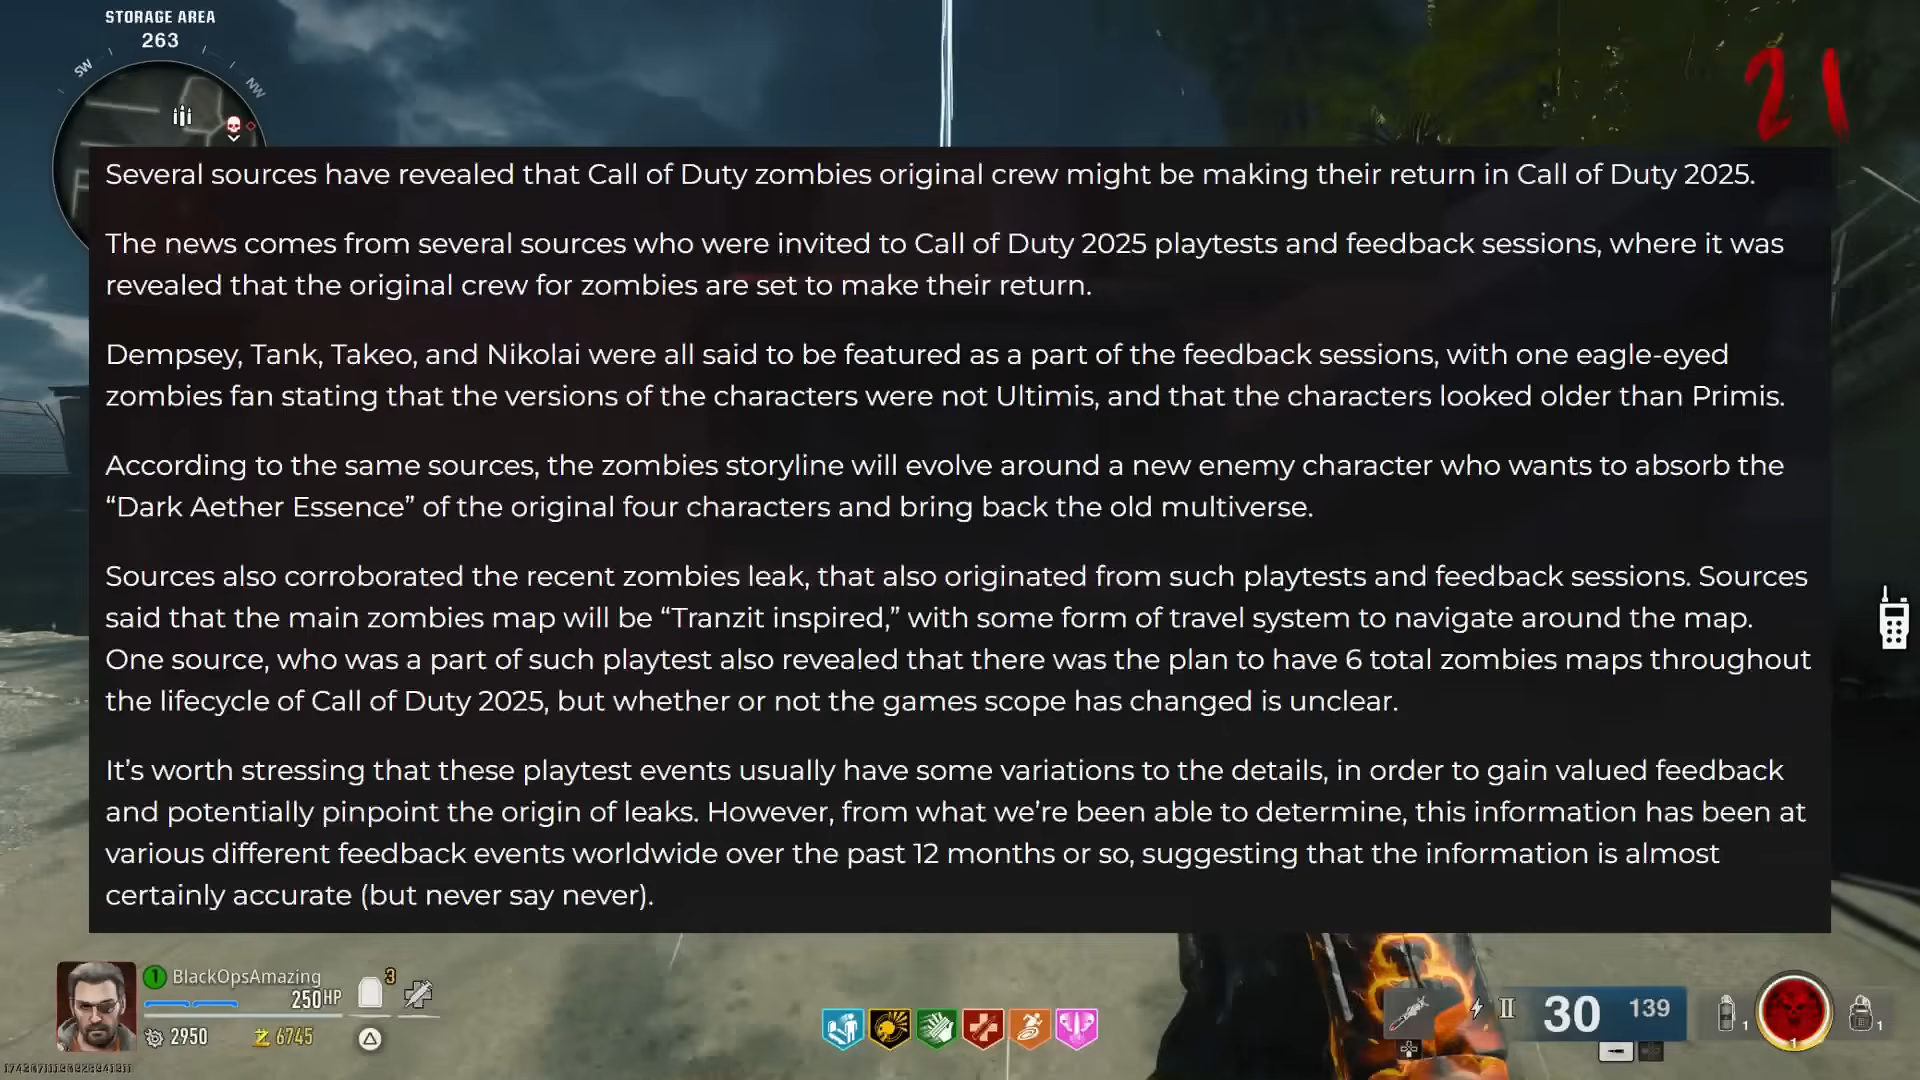 STORAGE AREA
263
SW
NW
21
Several sources have revealed that Call of Duty zombies original crew might be making their return in Call of Duty 2025.
The news comes from several sources who were invited to Call of Duty 2025 playtests and feedback sessions, where it was
revealed that the original crew for zombies are set to make their return.
Dempsey, Tank, Takeo, and Nikolai were all said to be featured as a part of the feedback sessions, with one eagle-eyed
zombies fan stating that the versions of the characters were not Ultimis, and that the characters looked older than Primis.
According to the same sources, the zombies storyline will evolve around a new enemy character who wants to absorb the
“Dark Aether Essence” of the original four characters and bring back the old multiverse.
Sources also corroborated the recent zombies leak, that also originated from such playtests and feedback sessions. Sources
said that the main zombies map will be “Tranzit inspired,” with some form of travel system to navigate around the map.
One source, who was a part of such playtest also revealed that there was the plan to have 6 total zombies maps throughout
the lifecycle of Call of Duty 2025, but whether or not the games scope has changed is unclear.
It’s worth stressing that these playtest events usually have some variations to the details, in order to gain valued feedback
and potentially pinpoint the origin of leaks. However, from what we’re been able to determine, this information has been at
various different feedback events worldwide over the past 12 months or so, suggesting that the information is almost
certainly accurate (but never say never).
1 BlackOpsAmazing
250 HP
3
2950 6745
II 30 139
1
1
1